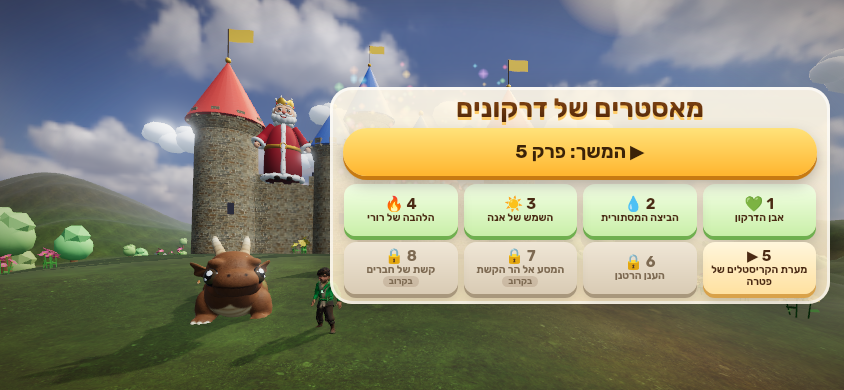 מאסטרים של דרקונים
▶ המשך: פרק 5
1 💚
אבן הדרקון
2 💧
הביצה המסתורית
3 ☀️
השמש של אנה
4 🔥
הלהבה של רורי
5 ▶
מערת הקריסטלים של
פטרה
6 🔒
הענן הרטנן
7 🔒
המסע אל הר הקשת
בקרוב
8 🔒
קשת של חברים
בקרוב